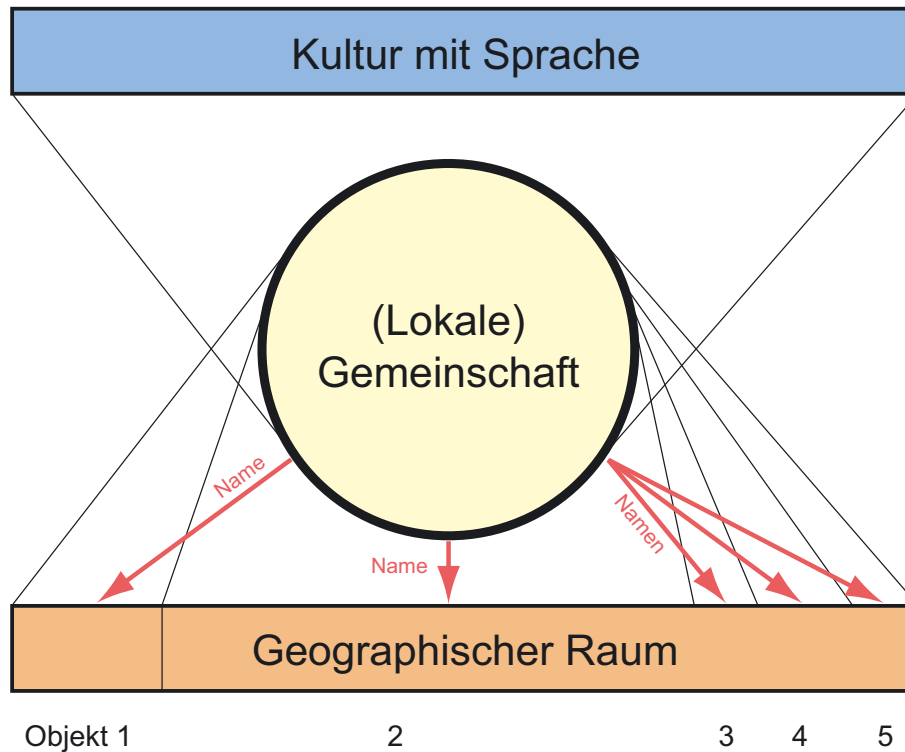 Kultur mit Sprache
(Lokale)
Gemeinschaft
Name
Name
Namen
Geographischer Raum
Objekt 1 2 3 4 5